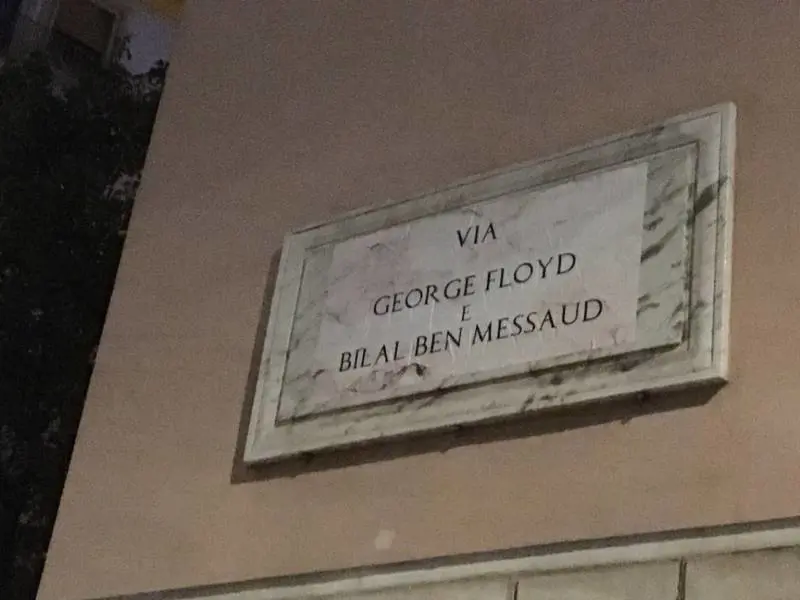 VIA
GEORGE FLOYD
E
BILAL BEN MESSAUD